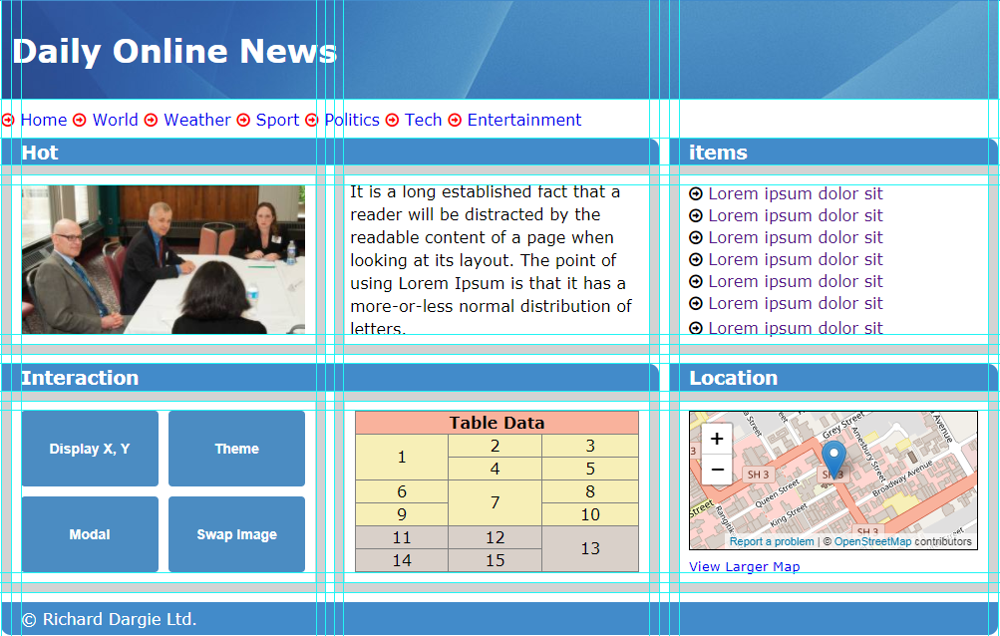 Daily Online News
Home World Weather Sport Politics Tech Entertainment
Hot
It is a long established fact that a
reader will be distracted by the
readable content of a page when
looking at its layout. The point of
using Lorem Ipsum is that it has a
more-or-less normal distribution of
letters.
items
Lorem ipsum dolor sit
Lorem ipsum dolor sit
Lorem ipsum dolor sit
Lorem ipsum dolor sit
Lorem ipsum dolor sit
Lorem ipsum dolor sit
Lorem ipsum dolor sit
Interaction
Display X, Y Theme
Modal Swap Image
Table Data
1 2 3
4 5
6 7 8
9 10
11 12 13
14 15
Location
+
−
Grey Street
Amesbury Street
Avenue
3
SH 3
SH 3
Broadway Avenue
Queen Street
Street
King Street
SH 3
Report a problem | © OpenStreetMap contributors
View Larger Map
© Richard Dargie Ltd.